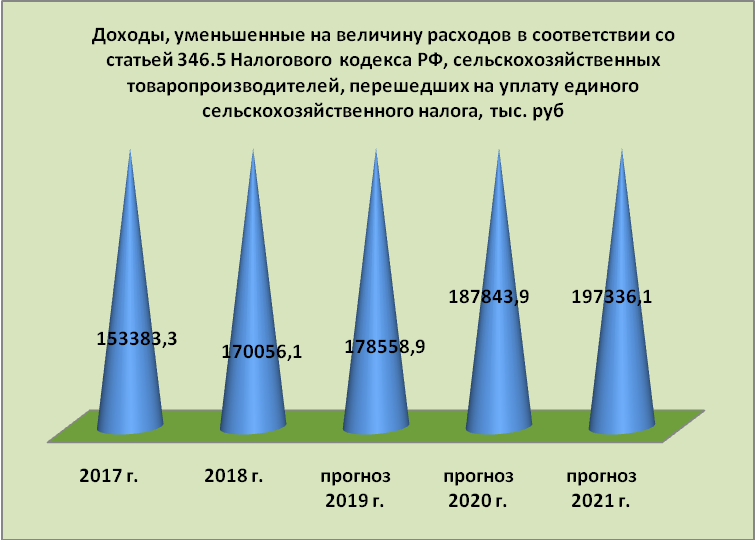 Доходы, уменьшенные на величину расходов в соответствии со
статьей 346.5 Налогового кодекса РФ, сельскохозяйственных
товаропроизводителей, перешедших на уплату единого
сельскохозяйственного налога, тыс. руб
153383,3
170056,1
178558,9
187843,9
197336,1
2017 г.
2018 г.
прогноз
2019 г.
прогноз
2020 г.
прогноз
2021 г.